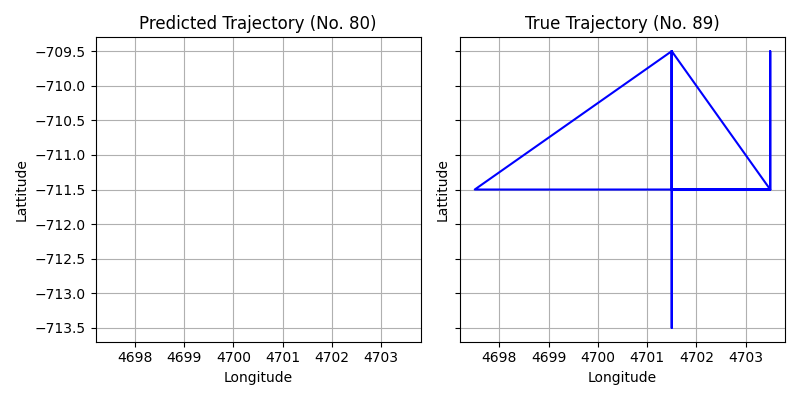 Predicted Trajectory (No. 80)
True Trajectory (No. 89)
−709.5
−710.0
−710.5
−711.0
−711.5
−712.0
−712.5
−713.0
−713.5
Lattitude
Lattitude
4698 4699 4700 4701 4702 4703
4698 4699 4700 4701 4702 4703
Longitude
Longitude